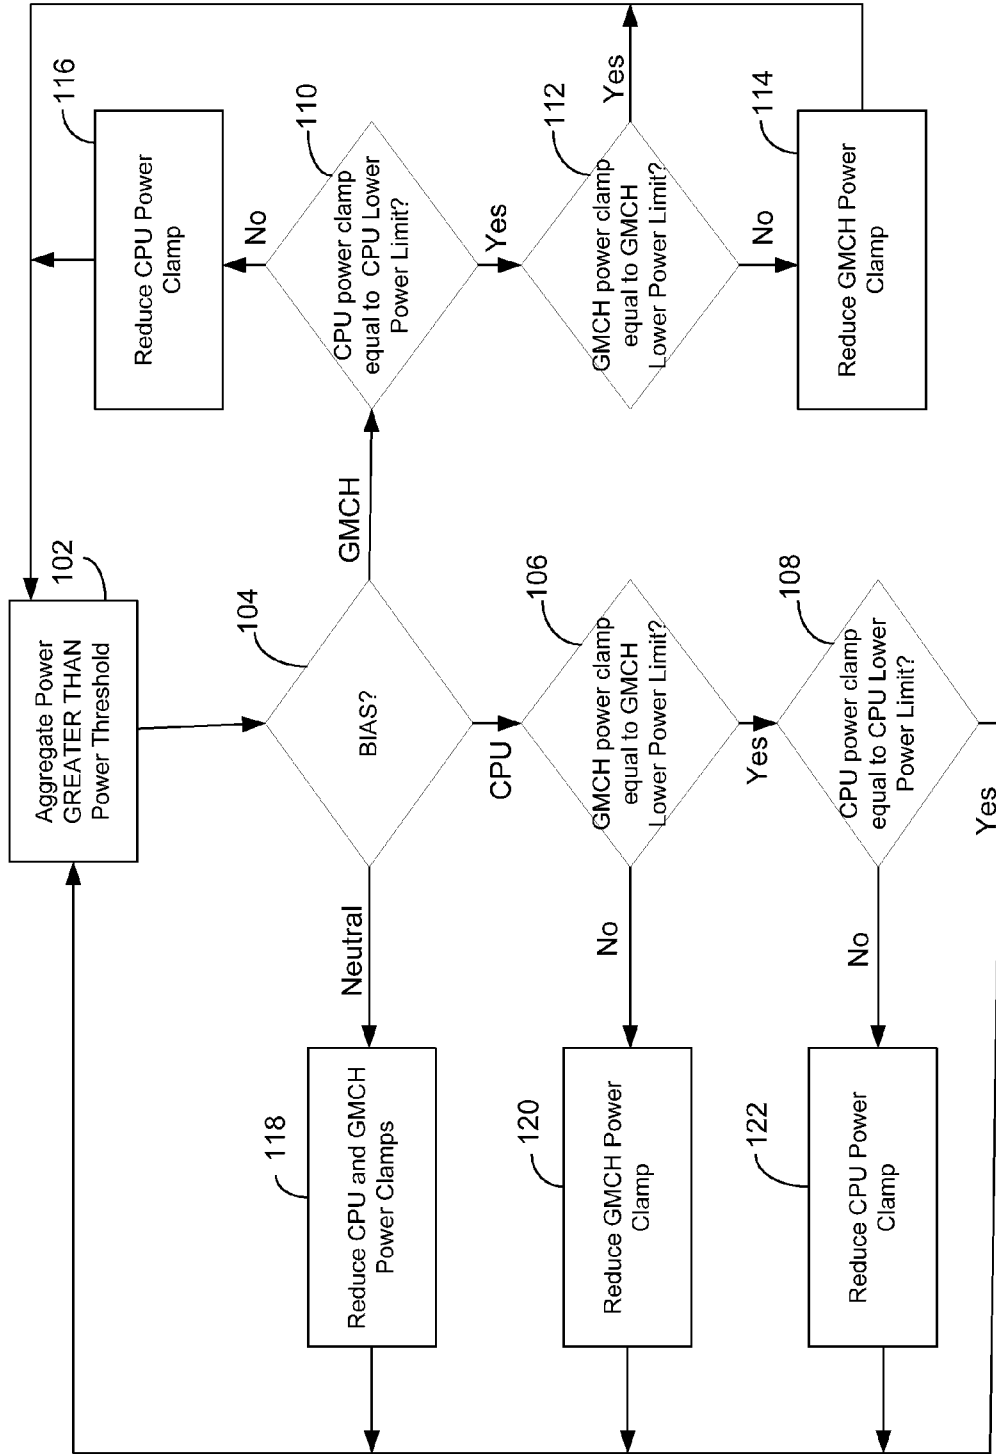 Aggregate Power
GREATER THAN
Power Threshold
102
BIAS?
104
Neutral
CPU
GMCH
Reduce CPU and GMCH
Power Clamps
118
GMCH power clamp
equal to GMCH
Lower Power Limit?
106
No
Yes
Reduce GMCH Power
Clamp
120
CPU power clamp
equal to CPU Lower
Power Limit?
108
No
Yes
Reduce CPU Power
Clamp
122
CPU power clamp
equal to CPU Lower
Power Limit?
110
No
Yes
Reduce CPU Power
Clamp
116
GMCH power clamp
equal to GMCH
Lower Power Limit?
112
Yes
No
Reduce GMCH Power
Clamp
114